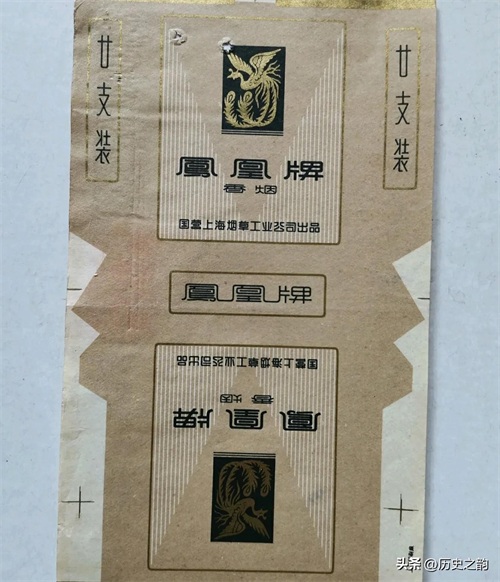 廿支装
廿支装
鳳凰牌
香烟
国营上海烟草工业公司出品
鳳凰牌
国营上海烟草工业公司出品
香烟
鳳凰牌
头条 @历史之韵